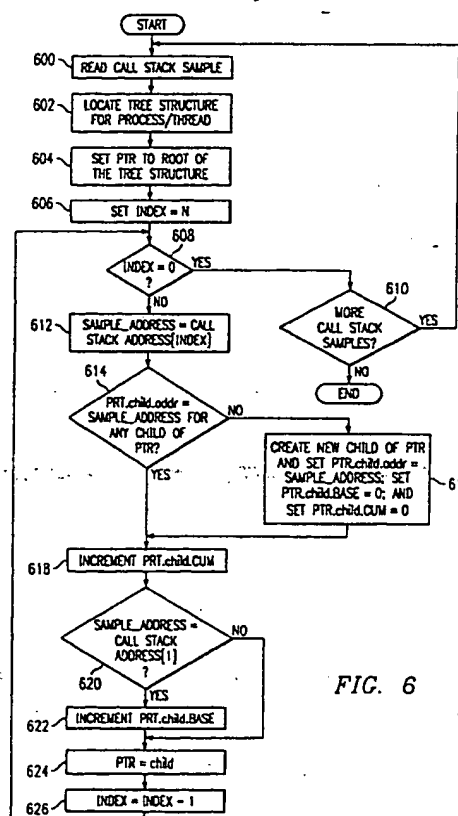 START
600
READ CALL STACK SAMPLE
602
LOCATE TREE STRUCTURE
FOR PROCESS/THREAD
604
SET PTR TO ROOT OF
THE TREE STRUCTURE
606
SET INDEX = N
608
INDEX = 0
?
YES
NO
610
MORE
CALL STACK
SAMPLES?
YES
NO
END
612
SAMPLE_ADDRESS = CALL
STACK ADDRESS[INDEX]
614
PRT.child.addr =
SAMPLE_ADDRESS FOR
ANY CHILD OF
PTR?
NO
YES
CREATE NEW CHILD OF PTR
AND SET PTR.child.addr =
SAMPLE_ADDRESS; SET
PTR.child.BASE = 0; AND
SET PTR.child.CUM = 0
6
618
INCREMENT PRT.child.CUM
SAMPLE_ADDRESS =
CALL STACK
ADDRESS[1]
?
NO
620
YES
FIG. 6
622
INCREMENT PRT.child.BASE
624
PTR = child
626
INDEX = INDEX - 1